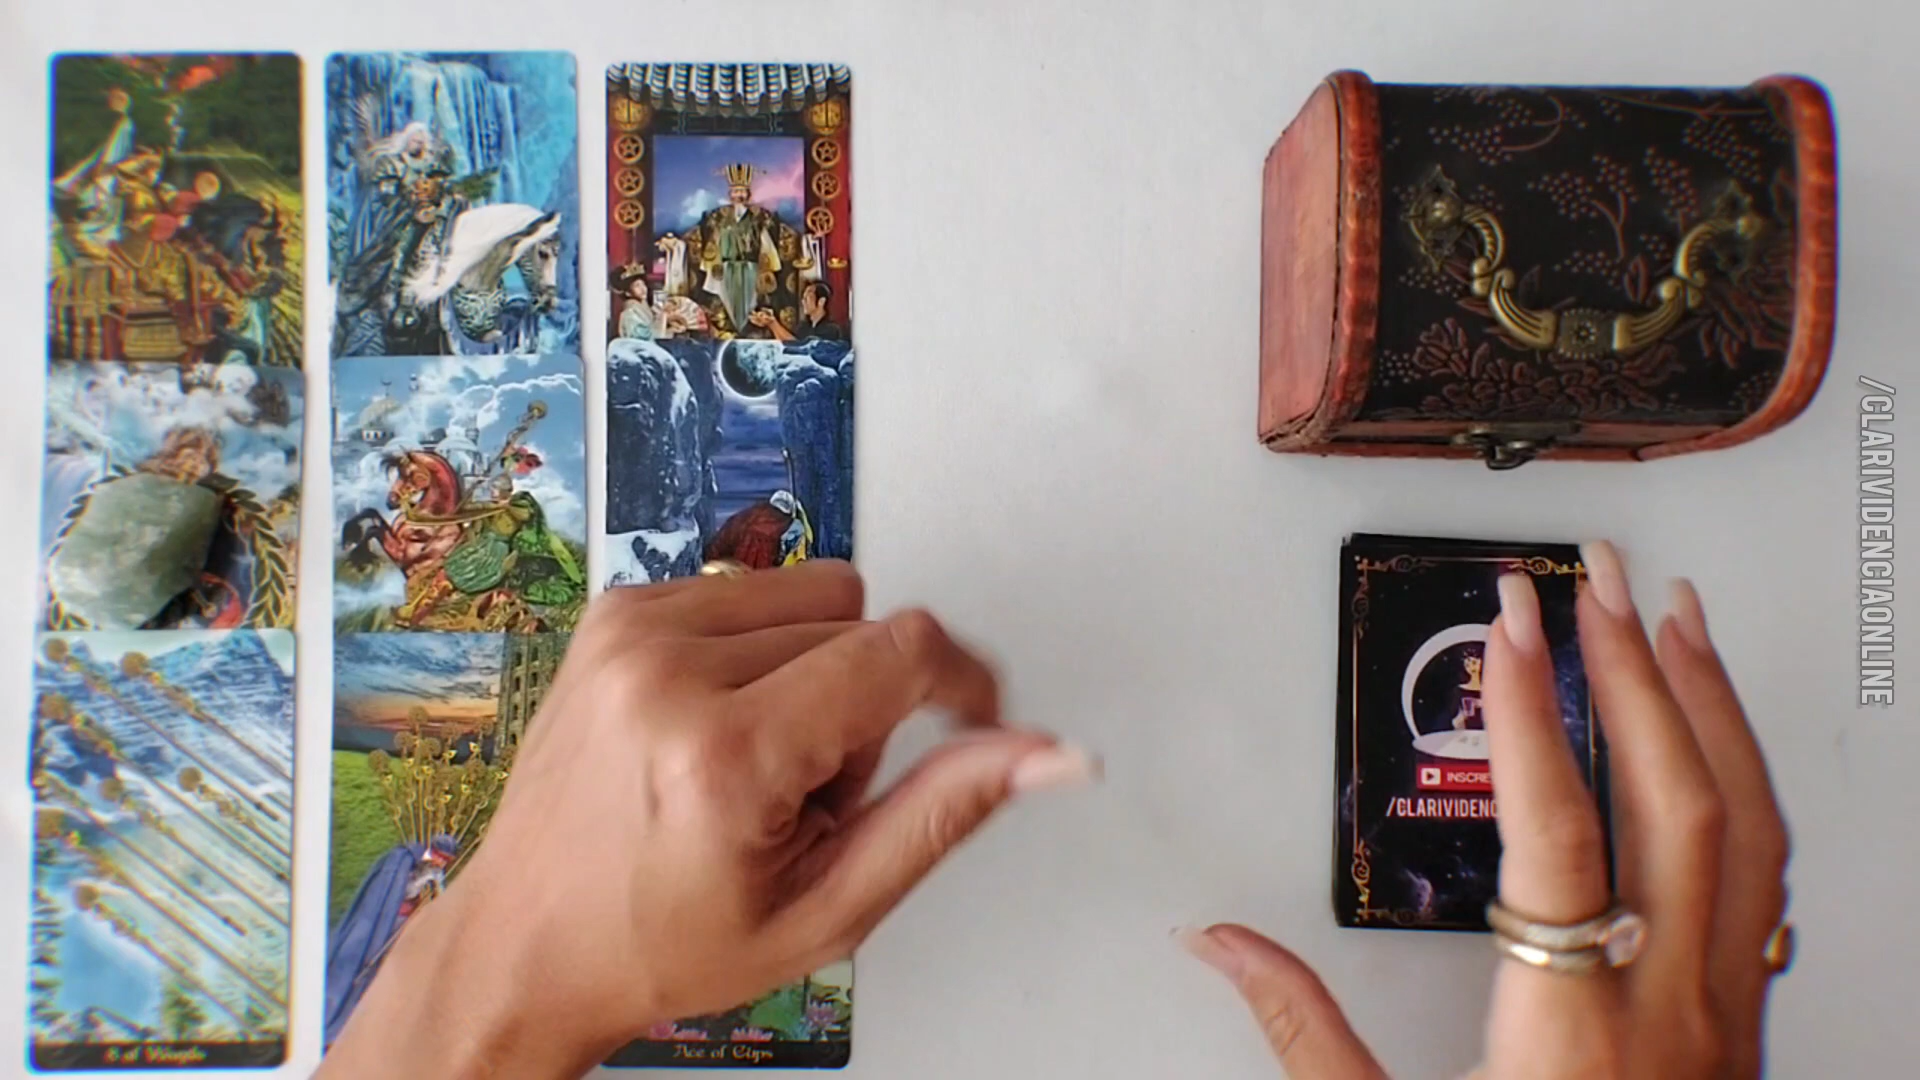 8 of Wands
Ace of Cups
INSCRE
/CLARIVIDENC
/CLARIVIDENCIAONLINE